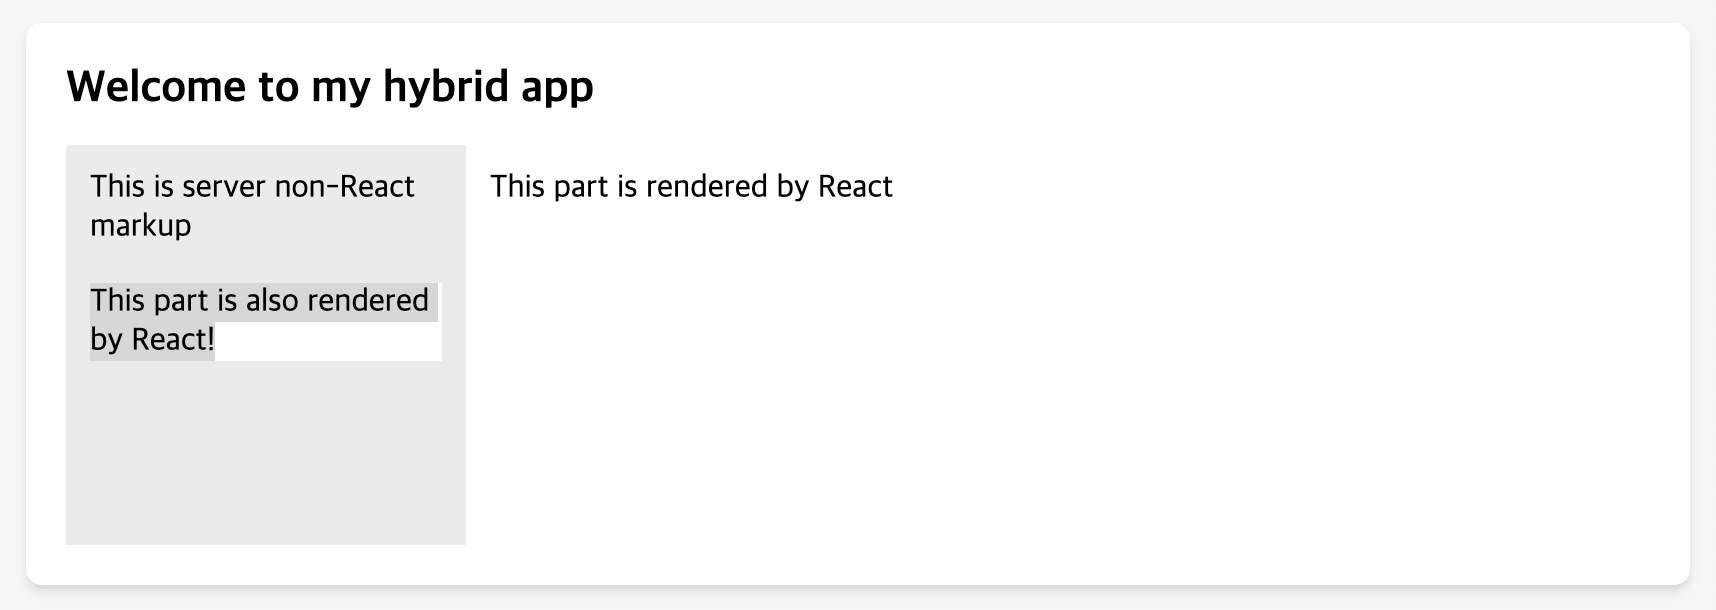 Welcome to my hybrid app
This is server non-React
markup
This part is also rendered
by React!
This part is rendered by React